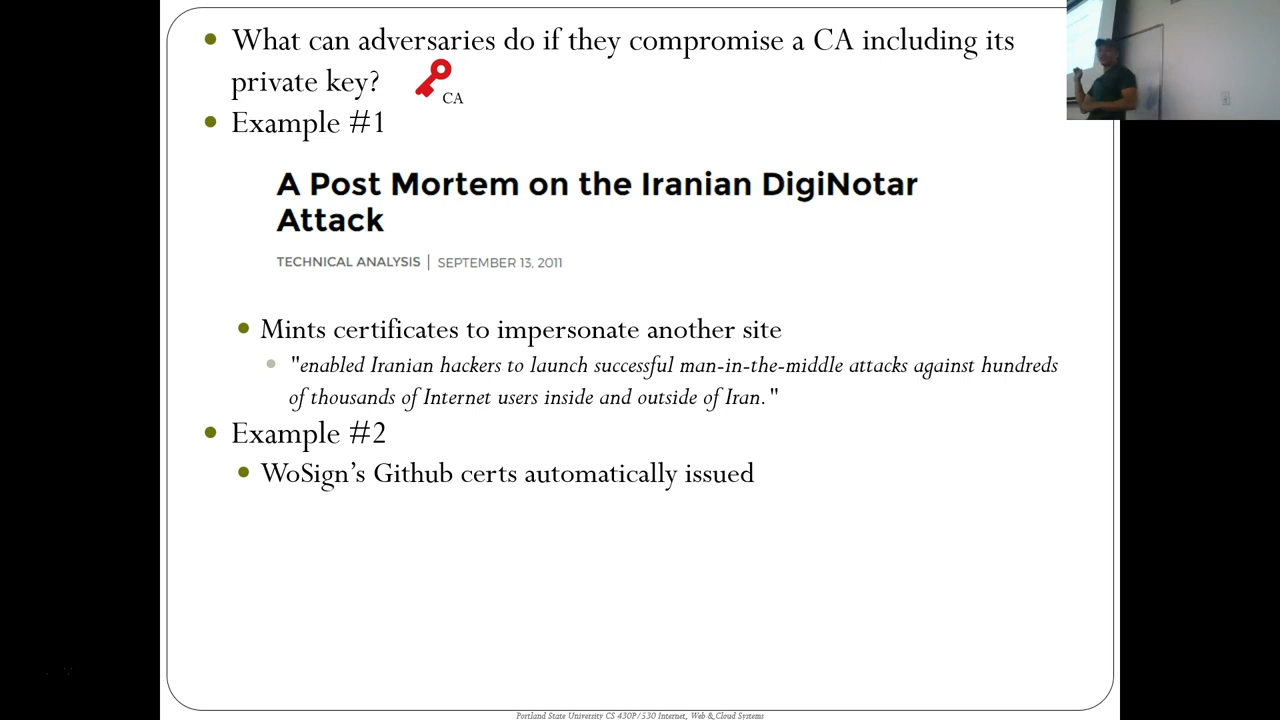 What can adversaries do if they compromise a CA including its
private key?
CA
Example #1
A Post Mortem on the Iranian DigiNotar
Attack
TECHNICAL ANALYSIS | SEPTEMBER 13, 2011
Mints certificates to impersonate another site
"enabled Iranian hackers to launch successful man-in-the-middle attacks against hundreds
of thousands of Internet users inside and outside of Iran."
Example #2
WoSign’s Github certs automatically issued
Portland State University CS 430P/530 Internet, Web & Cloud Systems